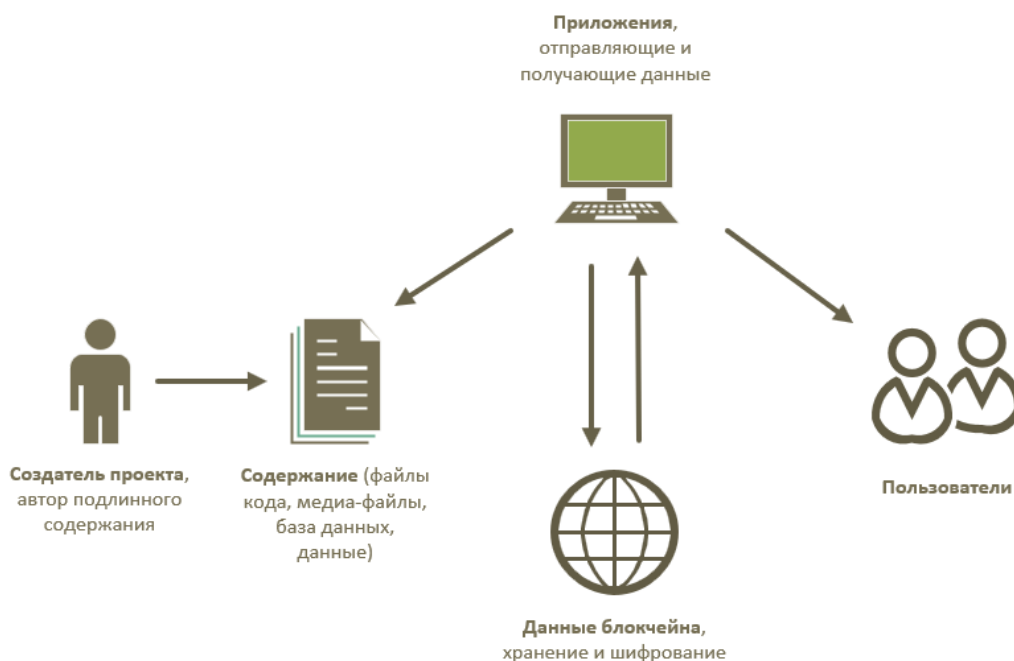 Приложения,
отправляющие и
получающие данные
Создатель проекта,
автор подлинного
содержания
Содержание (файлы
кода, медиа-файлы,
база данных,
данные)
Пользователи
Данные блокчейна,
хранение и шифрование